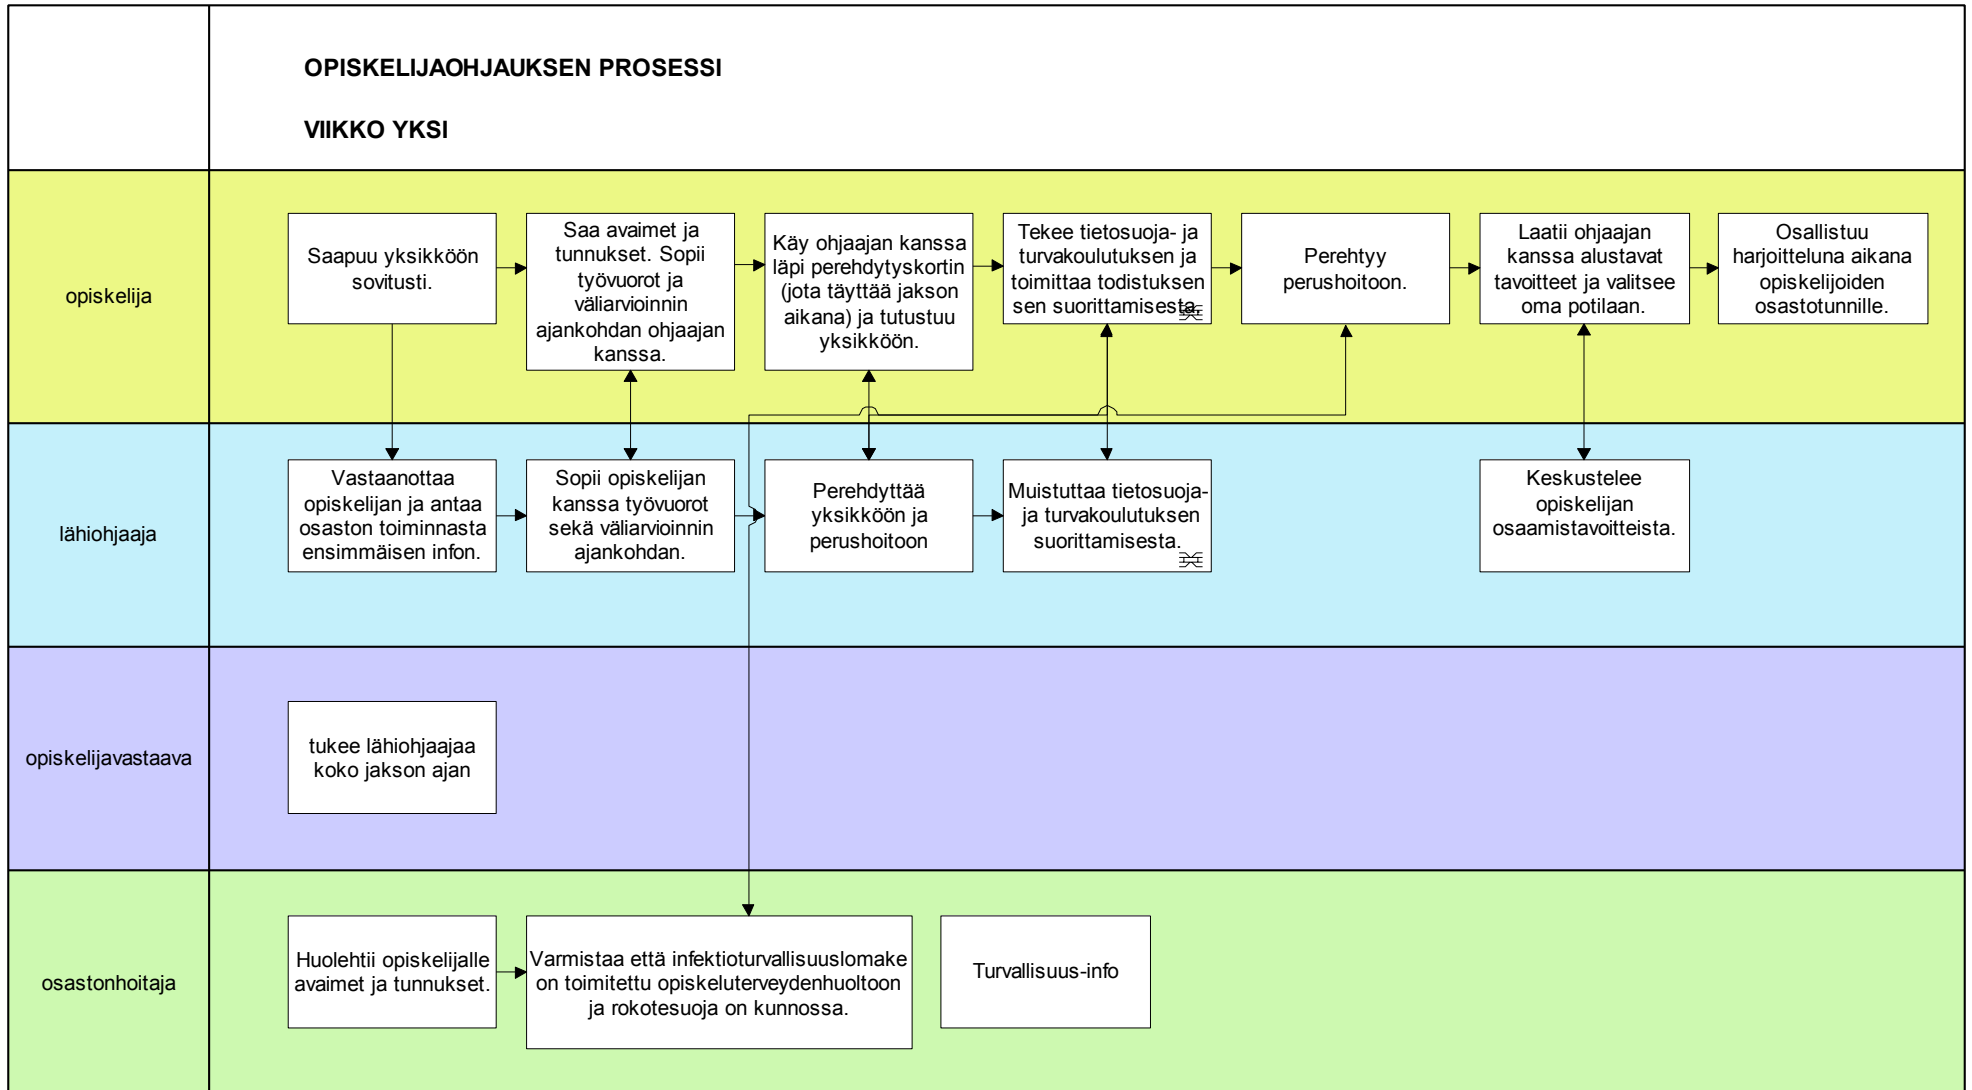 OPISKELIJAOHJAUKSEN PROSESSI
VIIKKO YKSI
opiskelija
Saapuu yksikköön
sovitusti.
Saa avaimet ja
tunnukset. Sopii
työvuorot ja
väliarvioinnin
ajankohdan ohjaajan
kanssa.
Käy ohjaajan kanssa
läpi perehdytyskortin
(jota täyttää jakson
aikana) ja tutustuu
yksikköön.
Tekee tietosuoja- ja
turvakoulutuksen ja
toimittaa todistuksen
sen suorittamisesta.
Perehtyy
perushoitoon.
Laatii ohjaajan
kanssa alustavat
tavoitteet ja valitsee
oma potilaan.
Osallistuu
harjoitteluna aikana
opiskelijoiden
osastotunnille.
lähiohjaaja
Vastaanottaa
opiskelijan ja antaa
osaston toiminnasta
ensimmäisen infon.
Sopii opiskelijan
kanssa työvuorot
sekä väliarvioinnin
ajankohdan.
Perehdyttää
yksikköön ja
perushoitoon
Muistuttaa tietosuoja-
ja turvakoulutuksen
suorittamisesta.
Keskustelee
opiskelijan
osaamistavoitteista.
opiskelijavastaava
tukee lähiohjaajaa
koko jakson ajan
osastonhoitaja
Huolehtii opiskelijalle
avaimet ja tunnukset.
Varmistaa että infektioturvallisuuslomake
on toimitettu opiskeluterveydenhuoltoon
ja rokotesuoja on kunnossa.
Turvallisuus-info